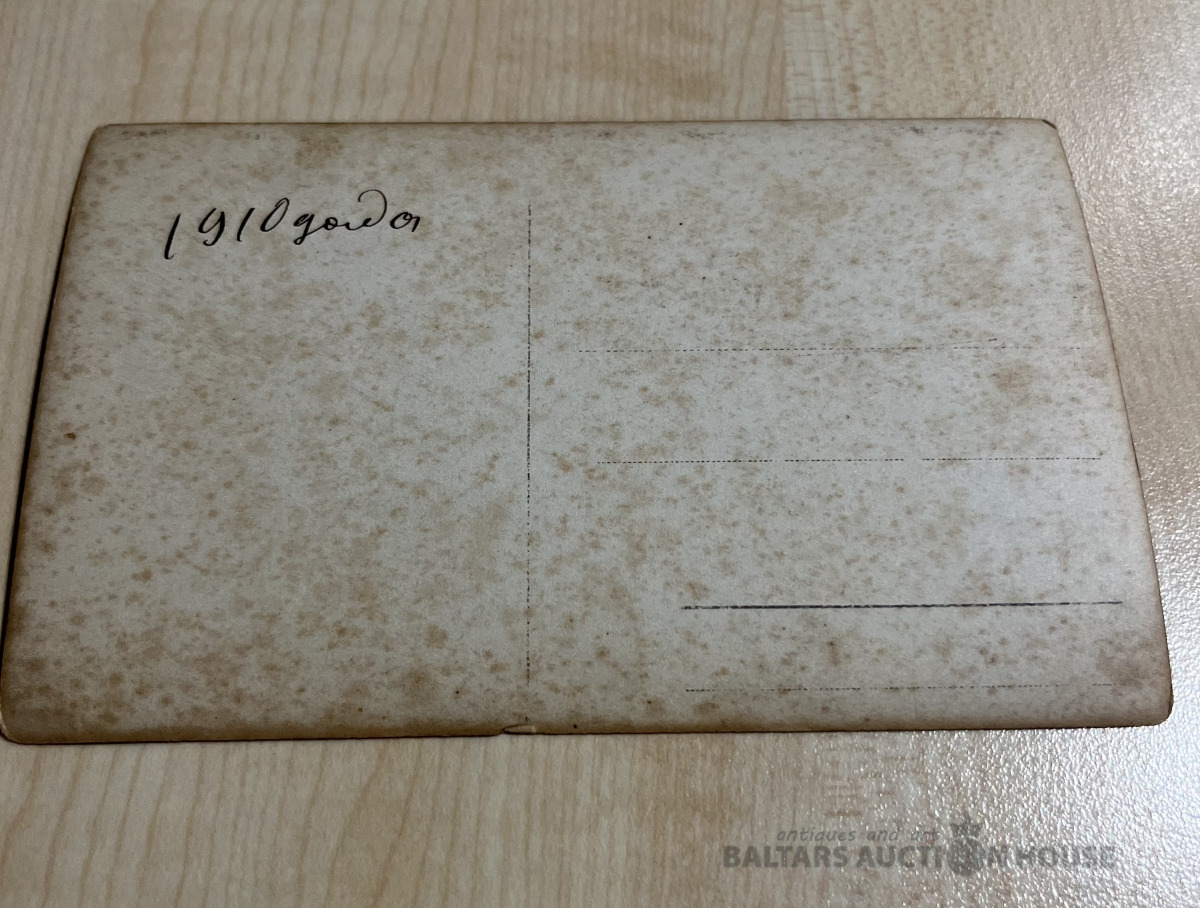 1910 года
antiques and art
BALTARS AUCTION HOUSE